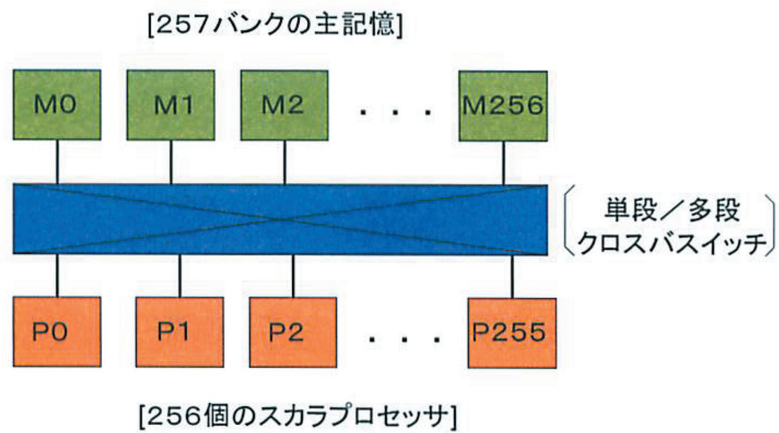 [257バンクの主記憶]
M0 M1 M2 ・・・ M256
単段／多段
クロスバスイッチ
P0 P1 P2 ・・・ P255
[256個のスカラプロセッサ]